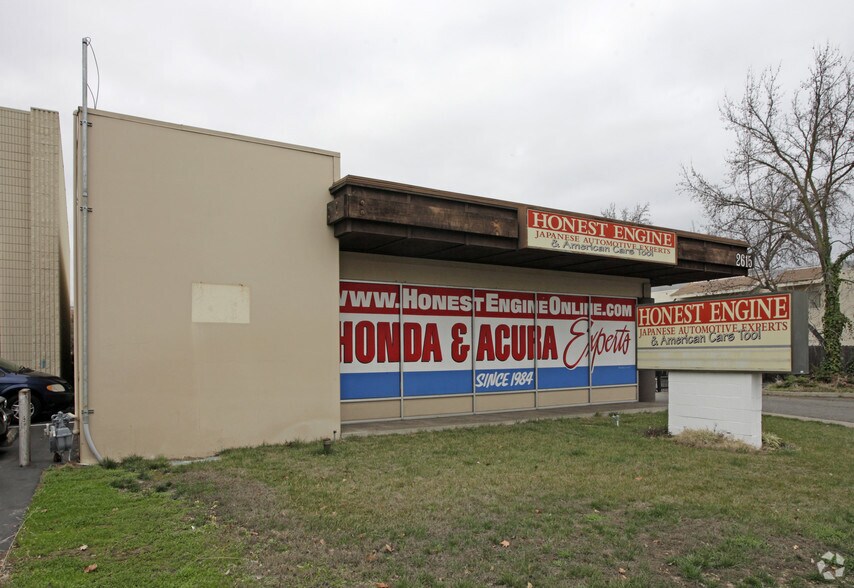 HONEST ENGINE
JAPANESE AUTOMOTIVE EXPERTS
& American Cars Too!
2615
www.HonestEngineOnline.com
HONDA & ACURA Experts
SINCE 1984
HONEST ENGINE
JAPANESE AUTOMOTIVE EXPERTS
& American Cars Too!